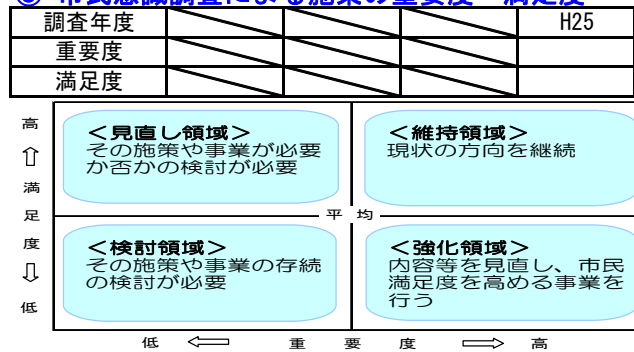 ③ 市民意識調査による施策の重要度・満足度
調査年度 H25
重要度
満足度
高
⇧
満
足
度
⇩
低
＜見直し領域＞
その施策や事業が必要
か否かの検討が必要
＜維持領域＞
現状の方向を継続
平 均
＜検討領域＞
その施策や事業の存続
の検討が必要
＜強化領域＞
内容等を見直し、市民
満足度を高める事業を
行う
低 ⇦ 重 要 度 ⇨ 高